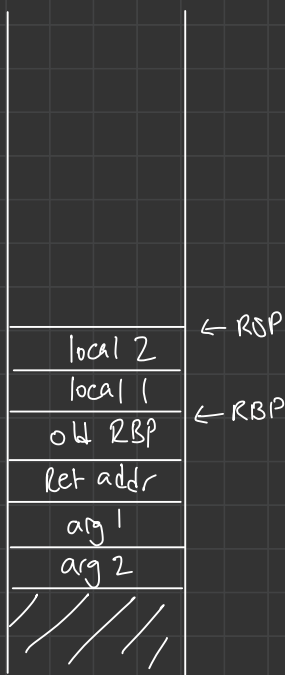 ← RSP
local 2
local 1
← RBP
old RBP
Ret addr
arg 1
arg 2